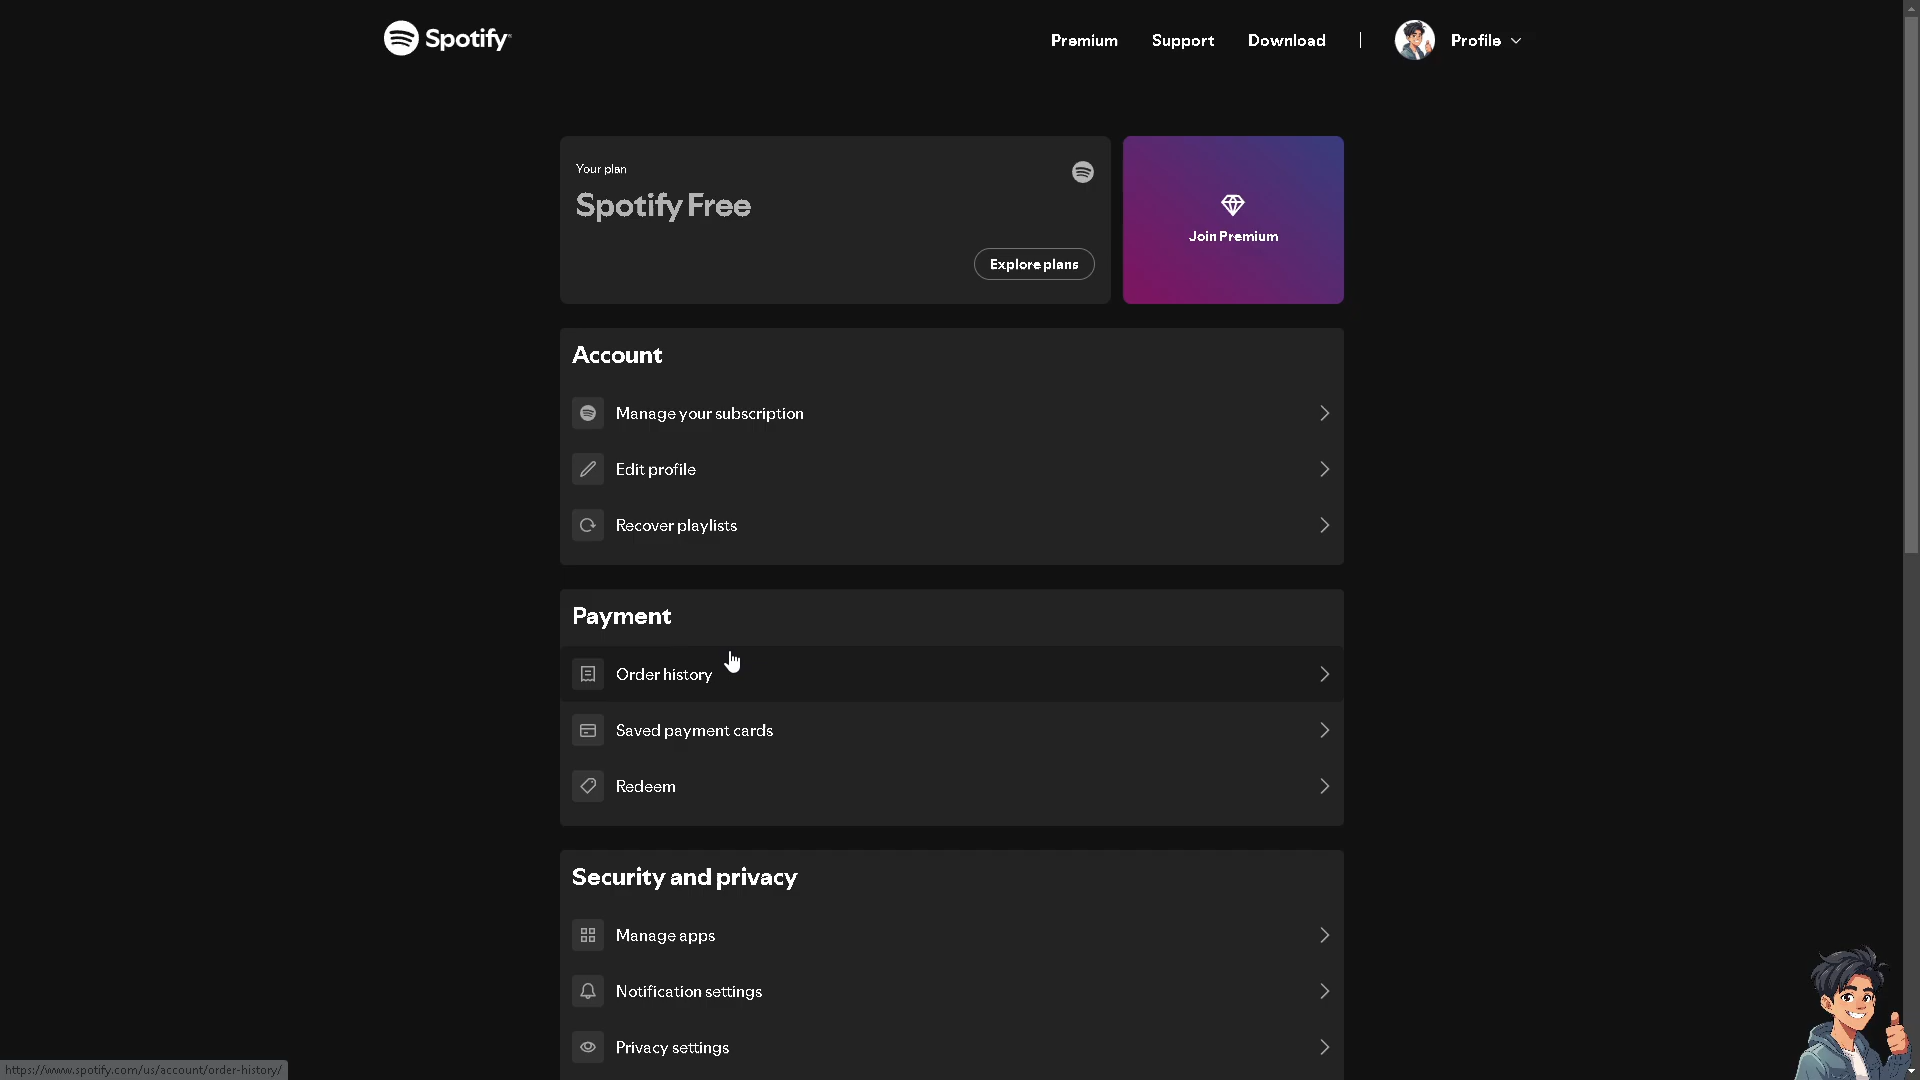 Spotify
Premium
Support
Download
Profile
Your plan
Spotify Free
Explore plans
Join Premium
Account
Manage your subscription
Edit profile
Recover playlists
Payment
Order history
Saved payment cards
Redeem
Security and privacy
Manage apps
Notification settings
Privacy settings
https://www.spotify.com/us/account/order-history/